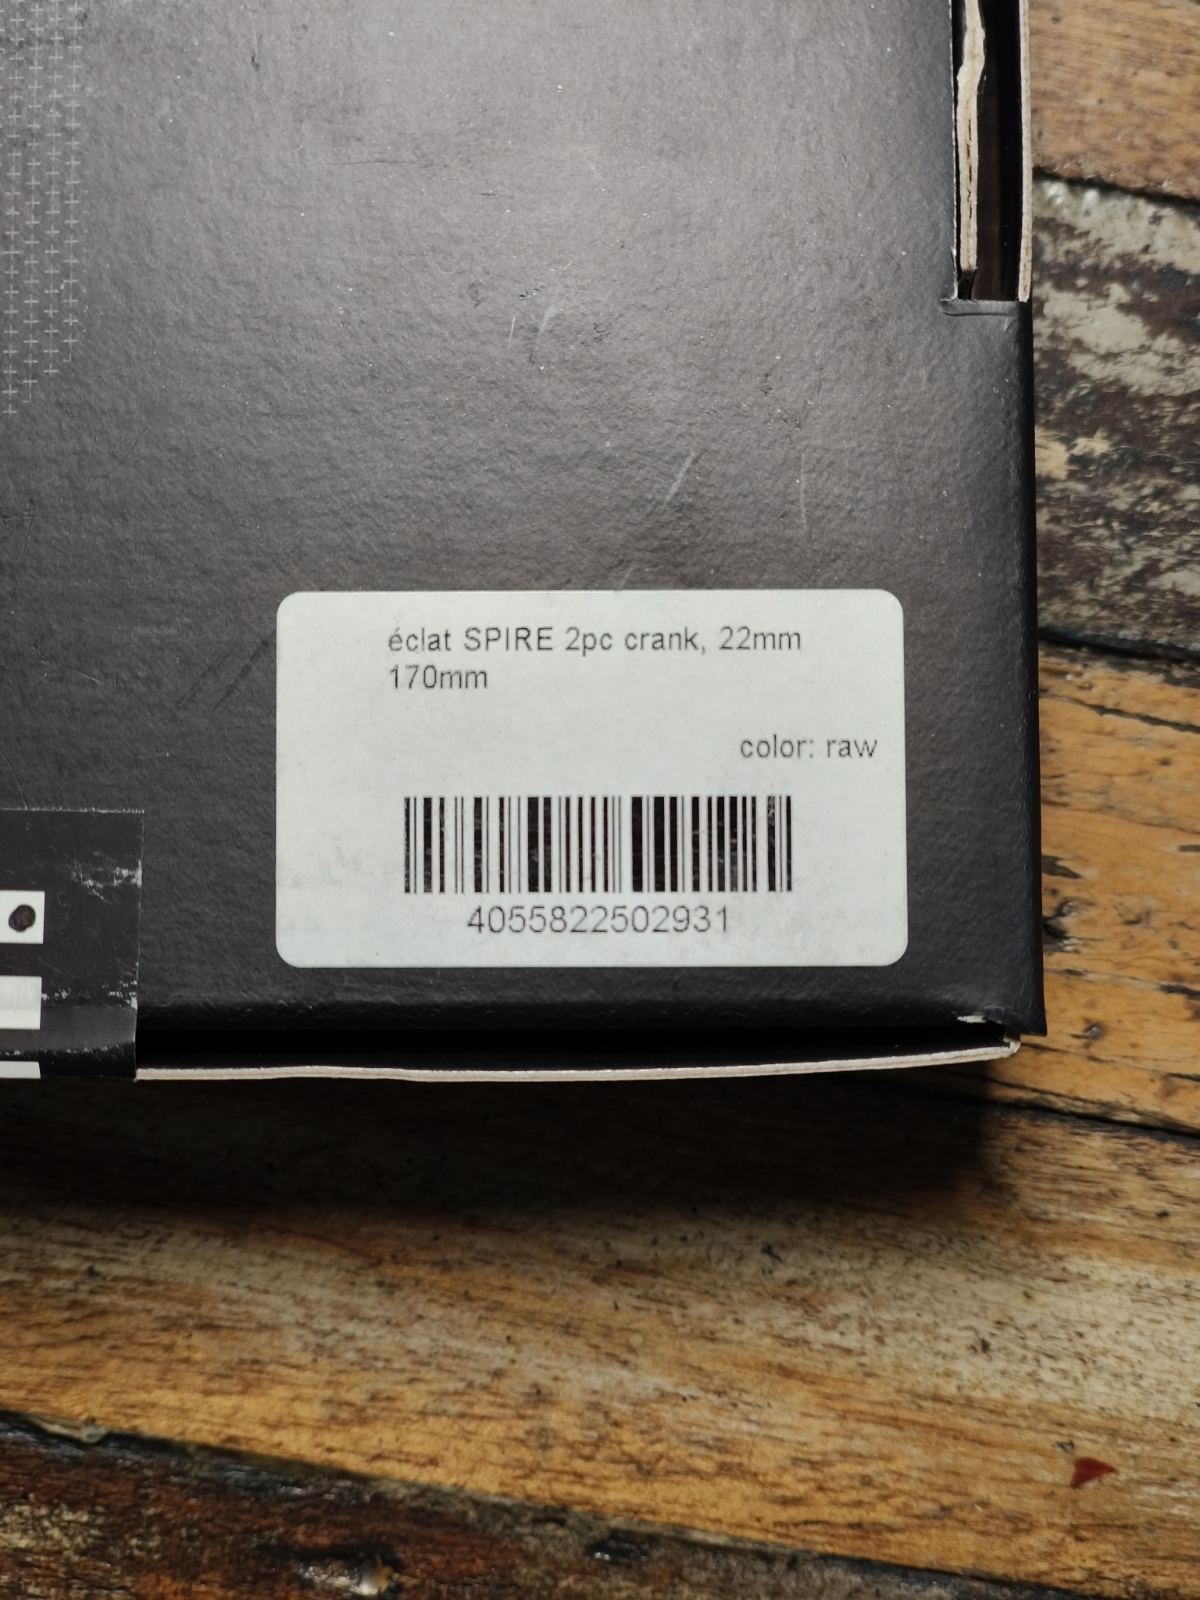 éclat SPIRE 2pc crank, 22mm
170mm
color: raw
4055822502931